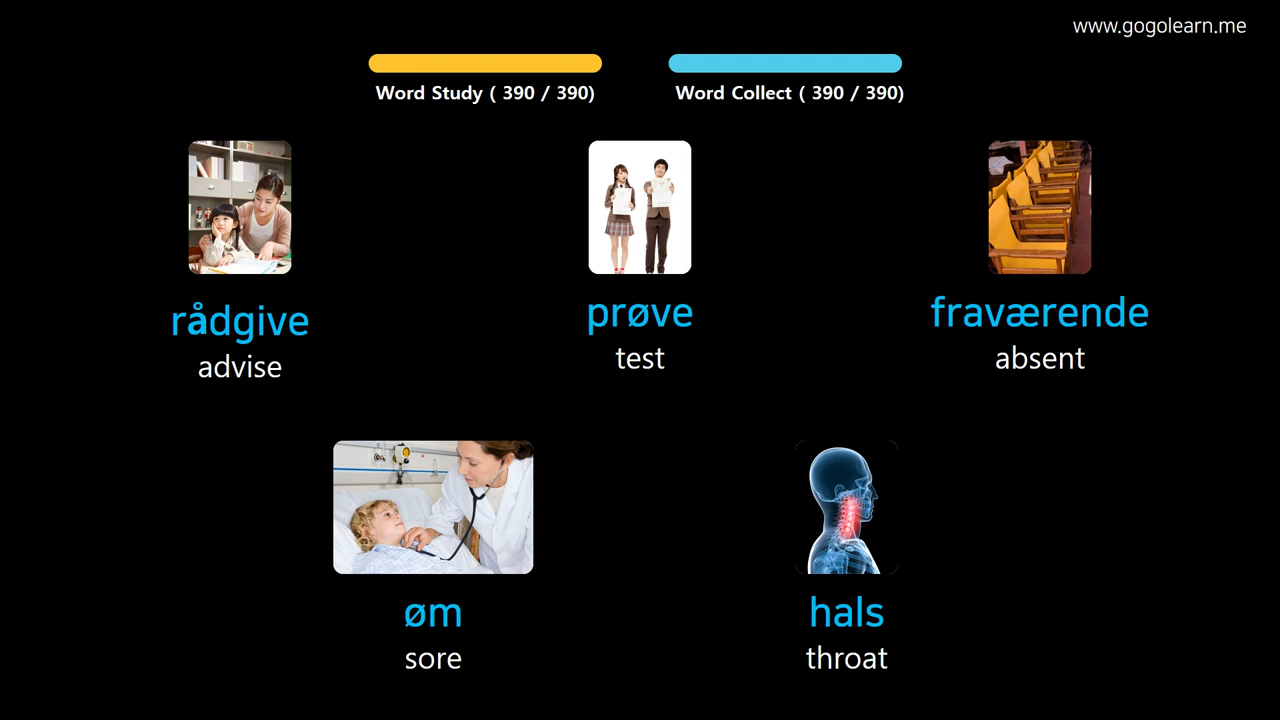 www.gogolearn.me
Word Study ( 390 / 390)
Word Collect ( 390 / 390)
rådgive
advise
prøve
test
fraværende
absent
øm
sore
hals
throat